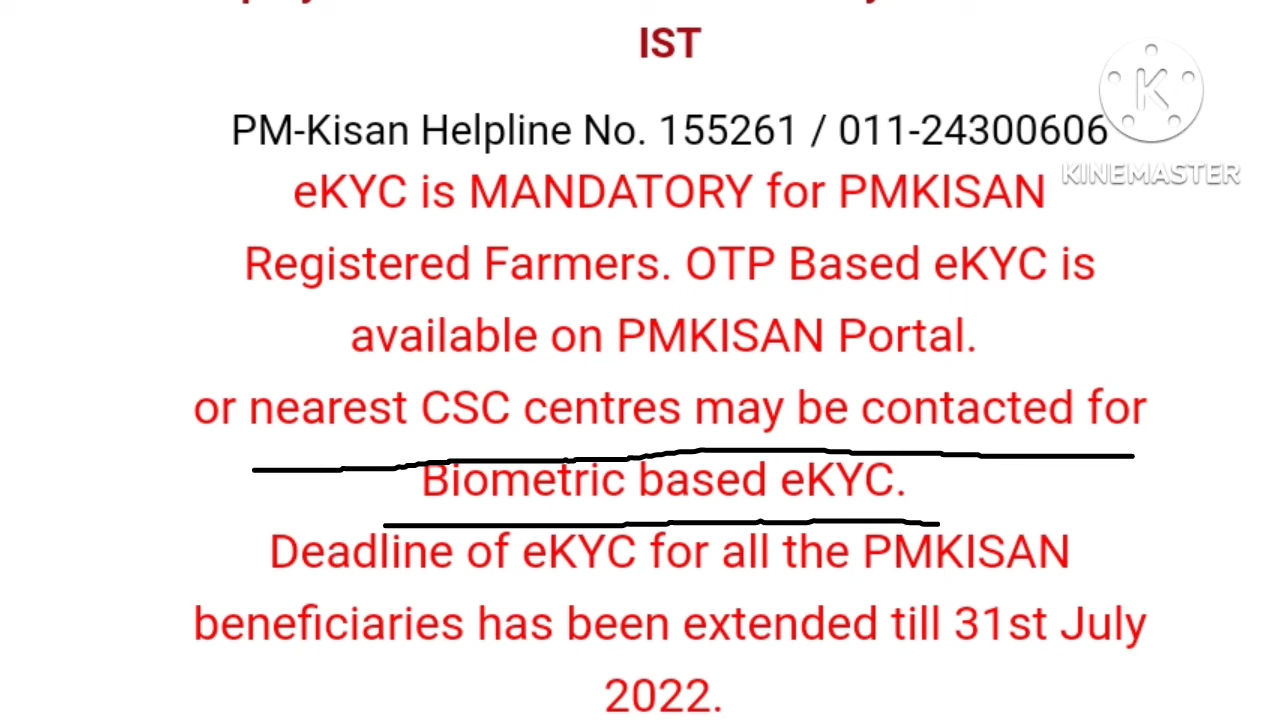 IST
PM-Kisan Helpline No. 155261 / 011-24300606
K
KINEMASTER
eKYC is MANDATORY for PMKISAN
Registered Farmers. OTP Based eKYC is
available on PMKISAN Portal.
or nearest CSC centres may be contacted for
Biometric based eKYC.
Deadline of eKYC for all the PMKISAN
beneficiaries has been extended till 31st July
2022.